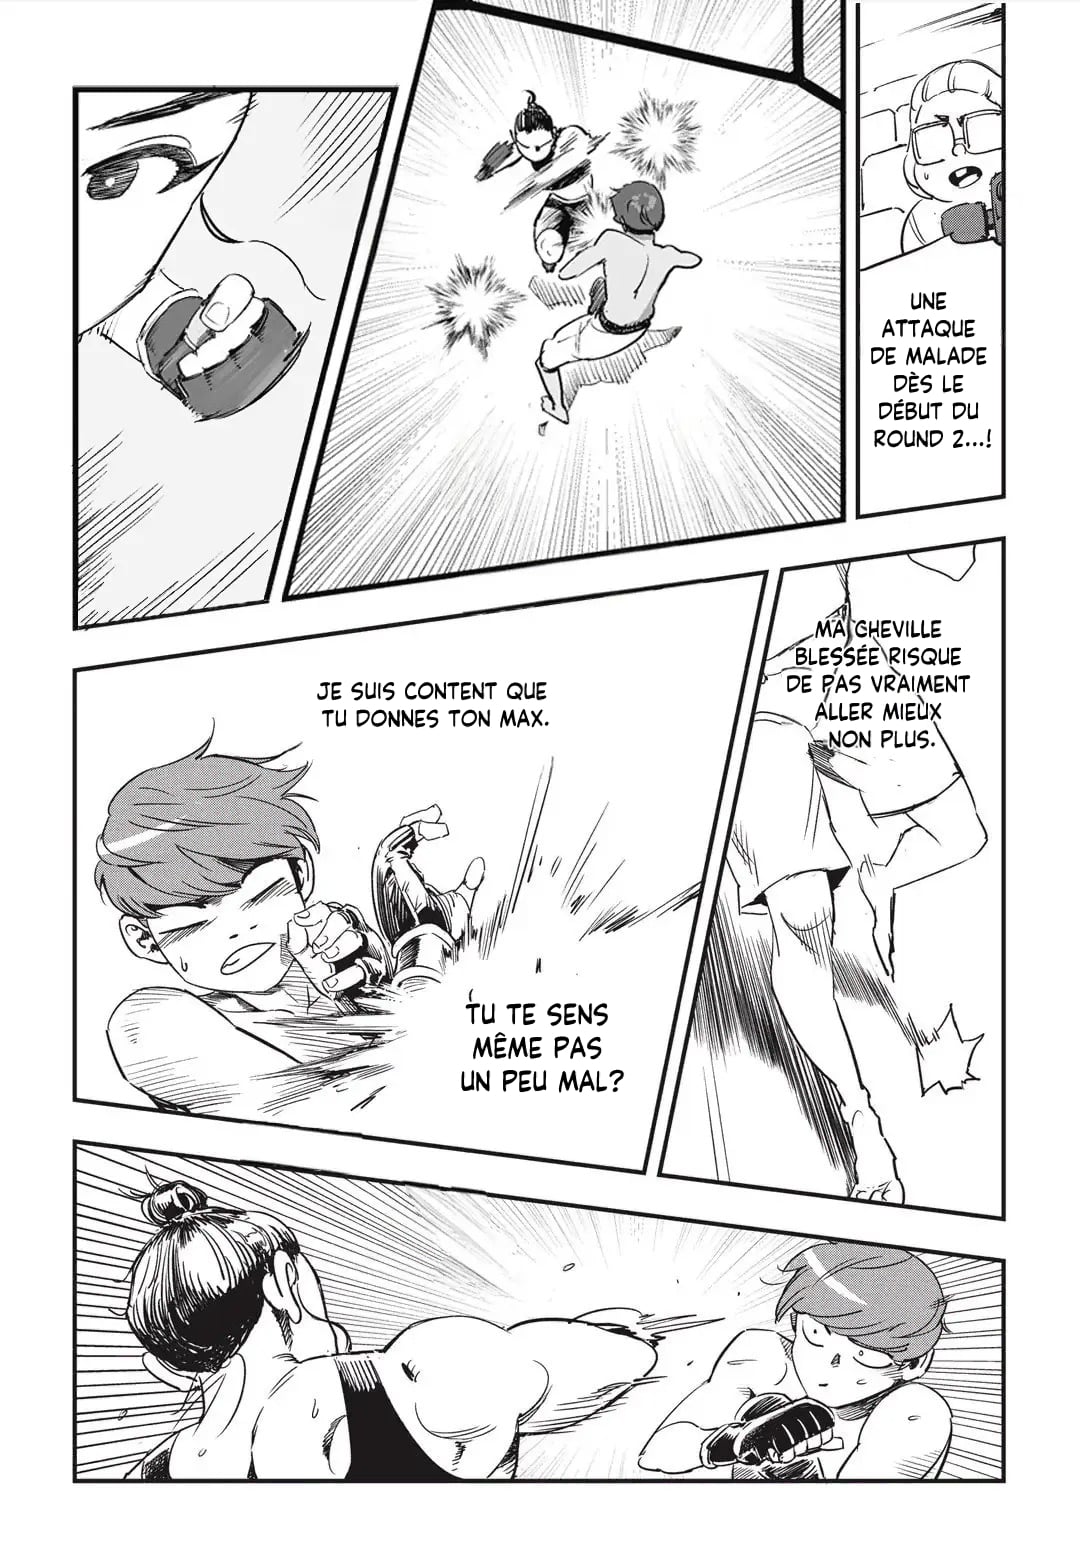 UNE
ATTAQUE
DE MALADE
DÈS LE
DÉBUT DU
ROUND 2...!
MA CHEVILLE
BLESSÉE RISQUE
DE PAS VRAIMENT
ALLER MIEUX
NON PLUS.
JE SUIS CONTENT QUE
TU DONNES TON MAX.
TU TE SENS
MÊME PAS
UN PEU MAL?